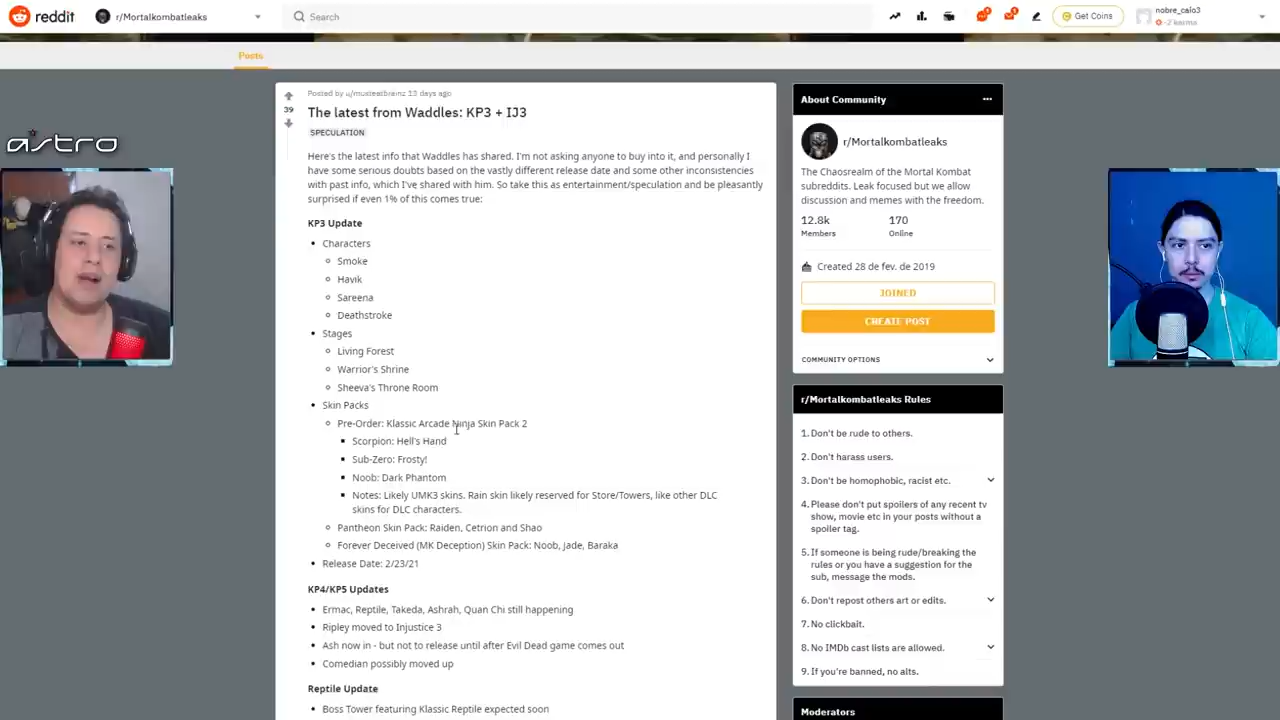 reddit
r/Mortalkombatleaks
Search
Get Coins
nobre_calo3
-2 karma
Posts
Posted by u/musteatbrainz 13 days ago
39
The latest from Waddles: KP3 + IJ3
SPECULATION
Here's the latest info that Waddles has shared. I'm not asking anyone to buy into it, and personally I
have some serious doubts based on the vastly different release date and some other inconsistencies
with past info, which I've shared with him. So take this as entertainment/speculation and be pleasantly
surprised if even 1% of this comes true:
KP3 Update
Characters
Smoke
Havik
Sareena
Deathstroke
Stages
Living Forest
Warrior's Shrine
Sheeva's Throne Room
Skin Packs
Pre-Order: Klassic Arcade Ninja Skin Pack 2
Scorpion: Hell's Hand
Sub-Zero: Frosty!
Noob: Dark Phantom
Notes: Likely UMK3 skins. Rain skin likely reserved for Store/Towers, like other DLC
skins for DLC characters.
Pantheon Skin Pack: Raiden, Cetrion and Shao
Forever Deceived (MK Deception) Skin Pack: Noob, Jade, Baraka
Release Date: 2/23/21
KP4/KP5 Updates
Ermac, Reptile, Takeda, Ashrah, Quan Chi still happening
Ripley moved to Injustice 3
Ash now in - but not to release until after Evil Dead game comes out
Comedian possibly moved up
Reptile Update
Boss Tower featuring Klassic Reptile expected soon
astro
About Community
r/Mortalkombatleaks
The Chaosrealm of the Mortal Kombat
subreddits. Leak focused but we allow
discussion and memes with the freedom.
12.8k 170
Members Online
Created 28 de fev. de 2019
JOINED
CREATE POST
COMMUNITY OPTIONS
r/Mortalkombatleaks Rules
1. Don't be rude to others.
2. Don't harass users.
3. Don't be homophobic, racist etc.
4. Please don't put spoilers of any recent tv
show, movie etc in your posts without a
spoiler tag.
5. If someone is being rude/breaking the
rules or you have a suggestion for the
sub, message the mods.
6. Don't repost others art or edits.
7. No clickbait.
8. No IMDb cast lists are allowed.
9. If you're banned, no alts.
Moderators